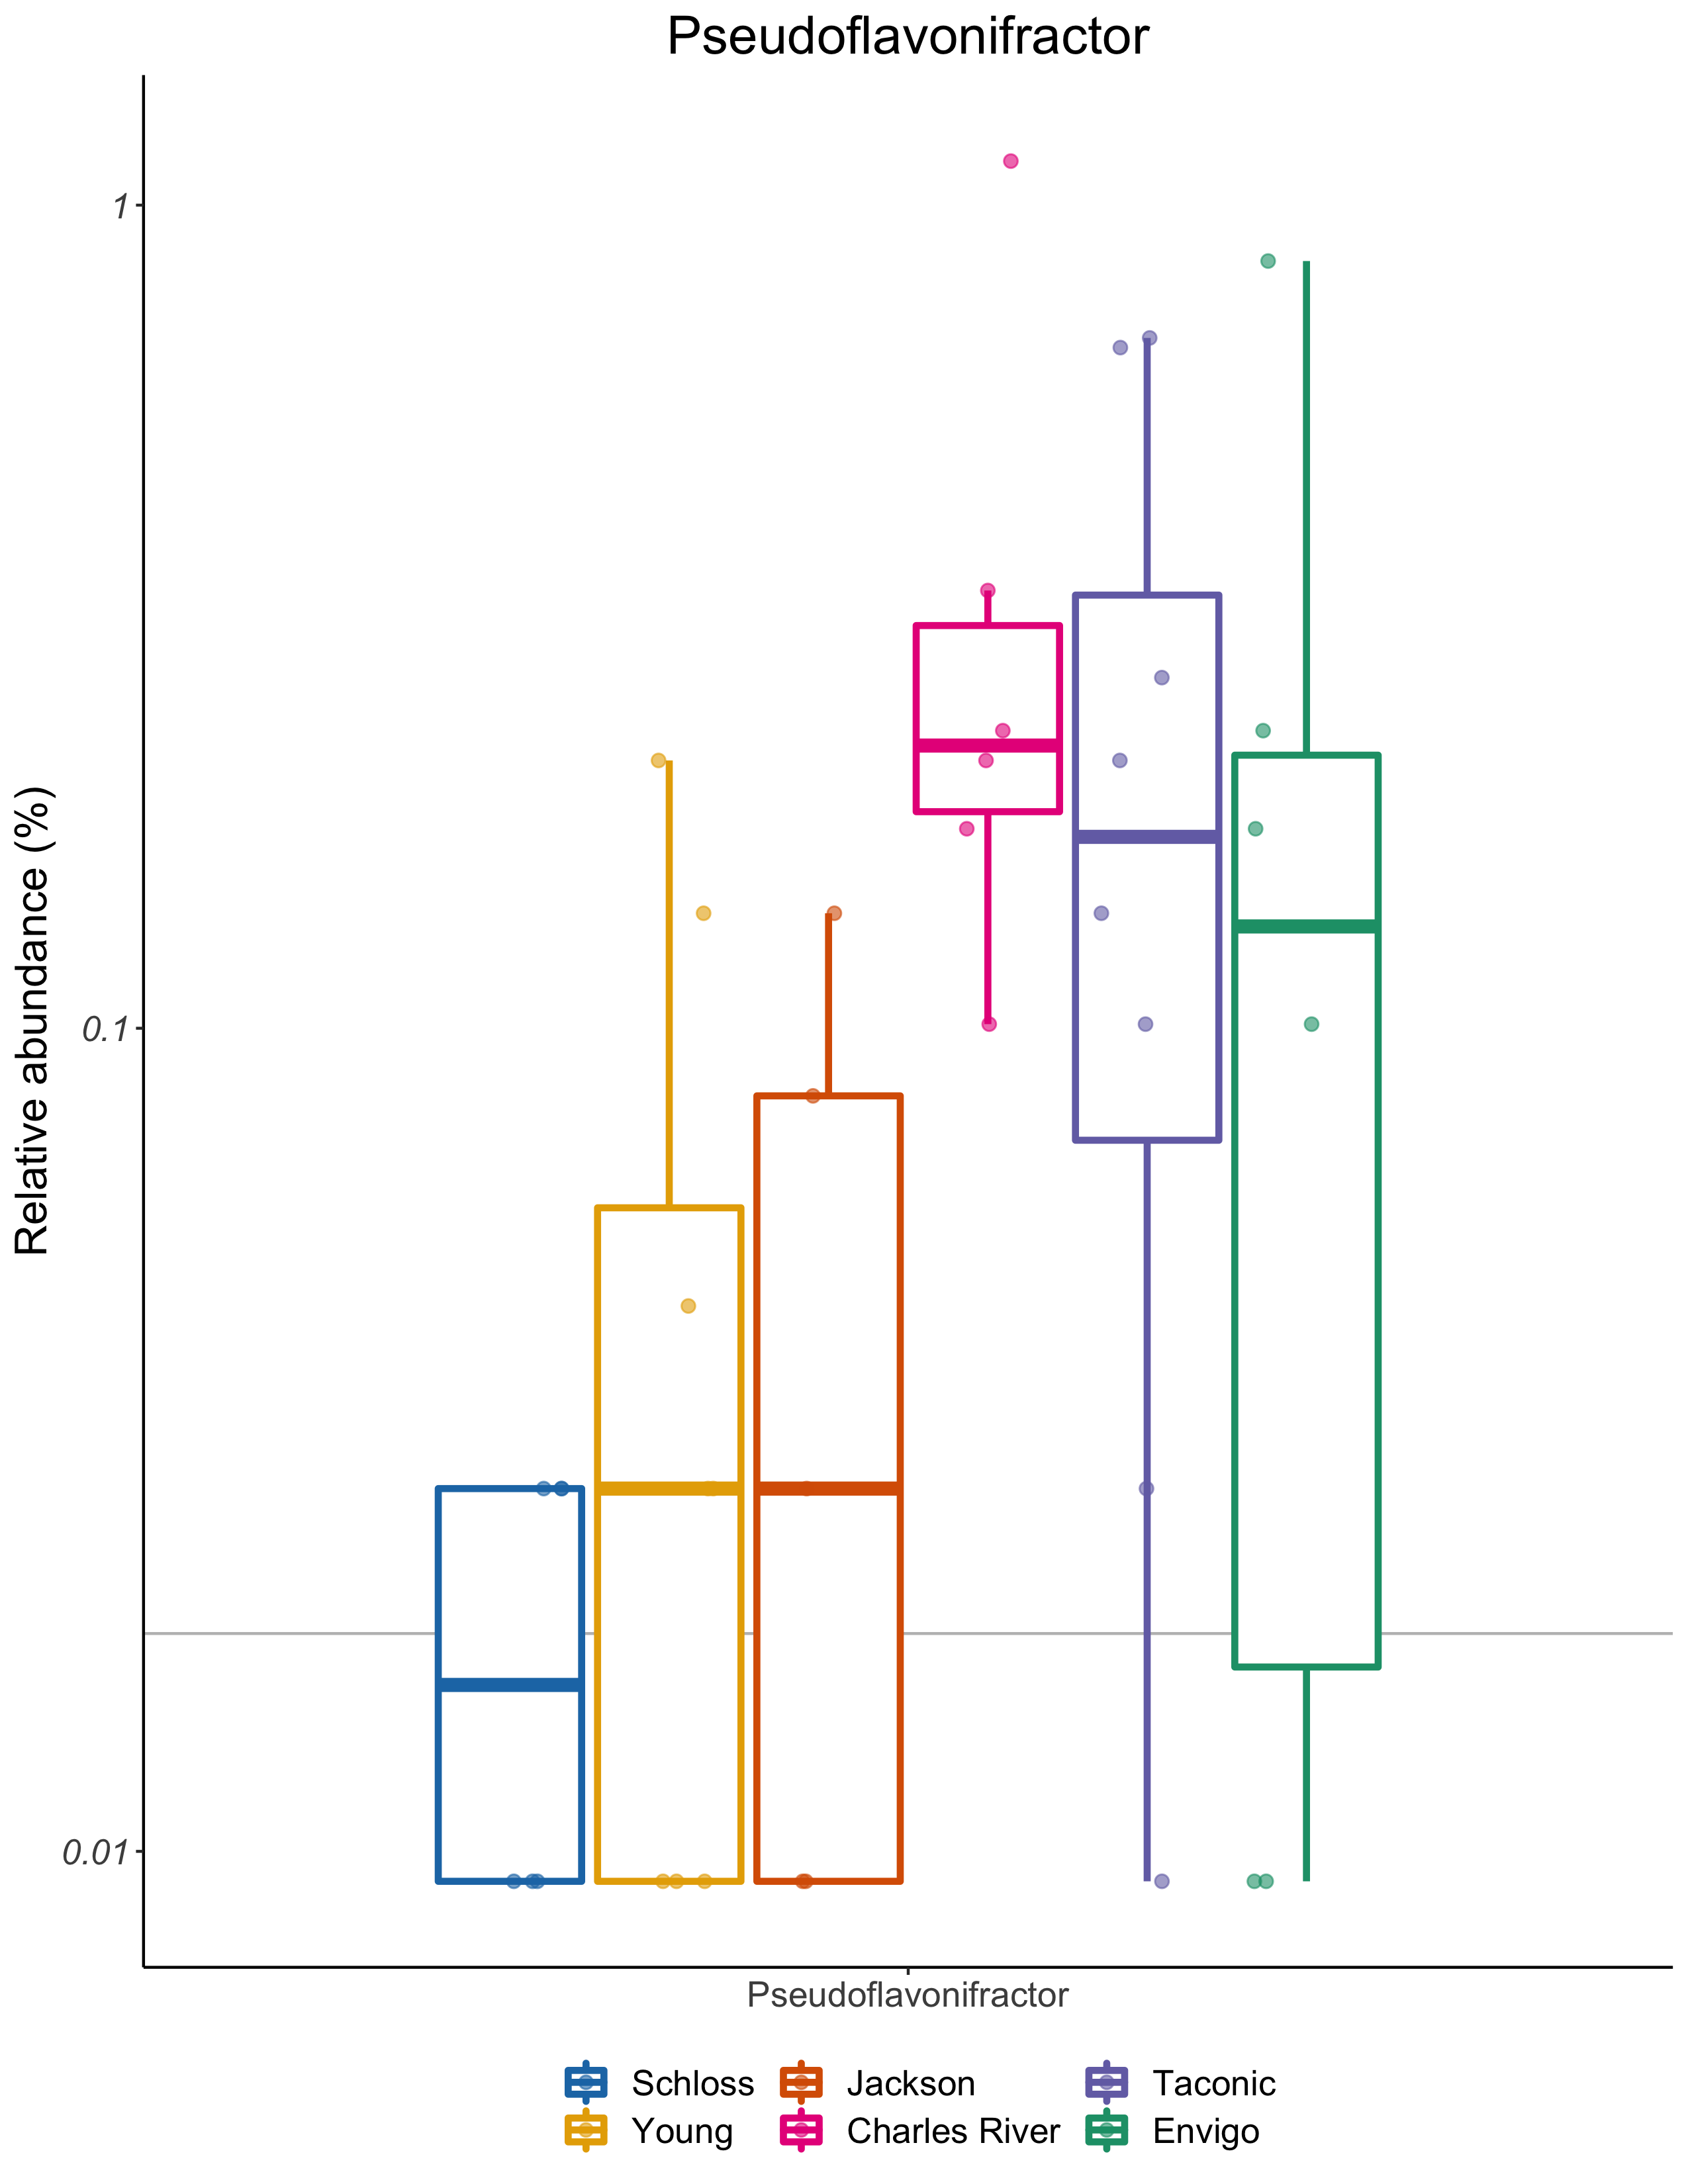 Pseudoflavonifractor
Relative abundance (%)
1
0.1
0.01
Pseudoflavonifractor
Schloss
Jackson
Taconic
Young
Charles River
Envigo